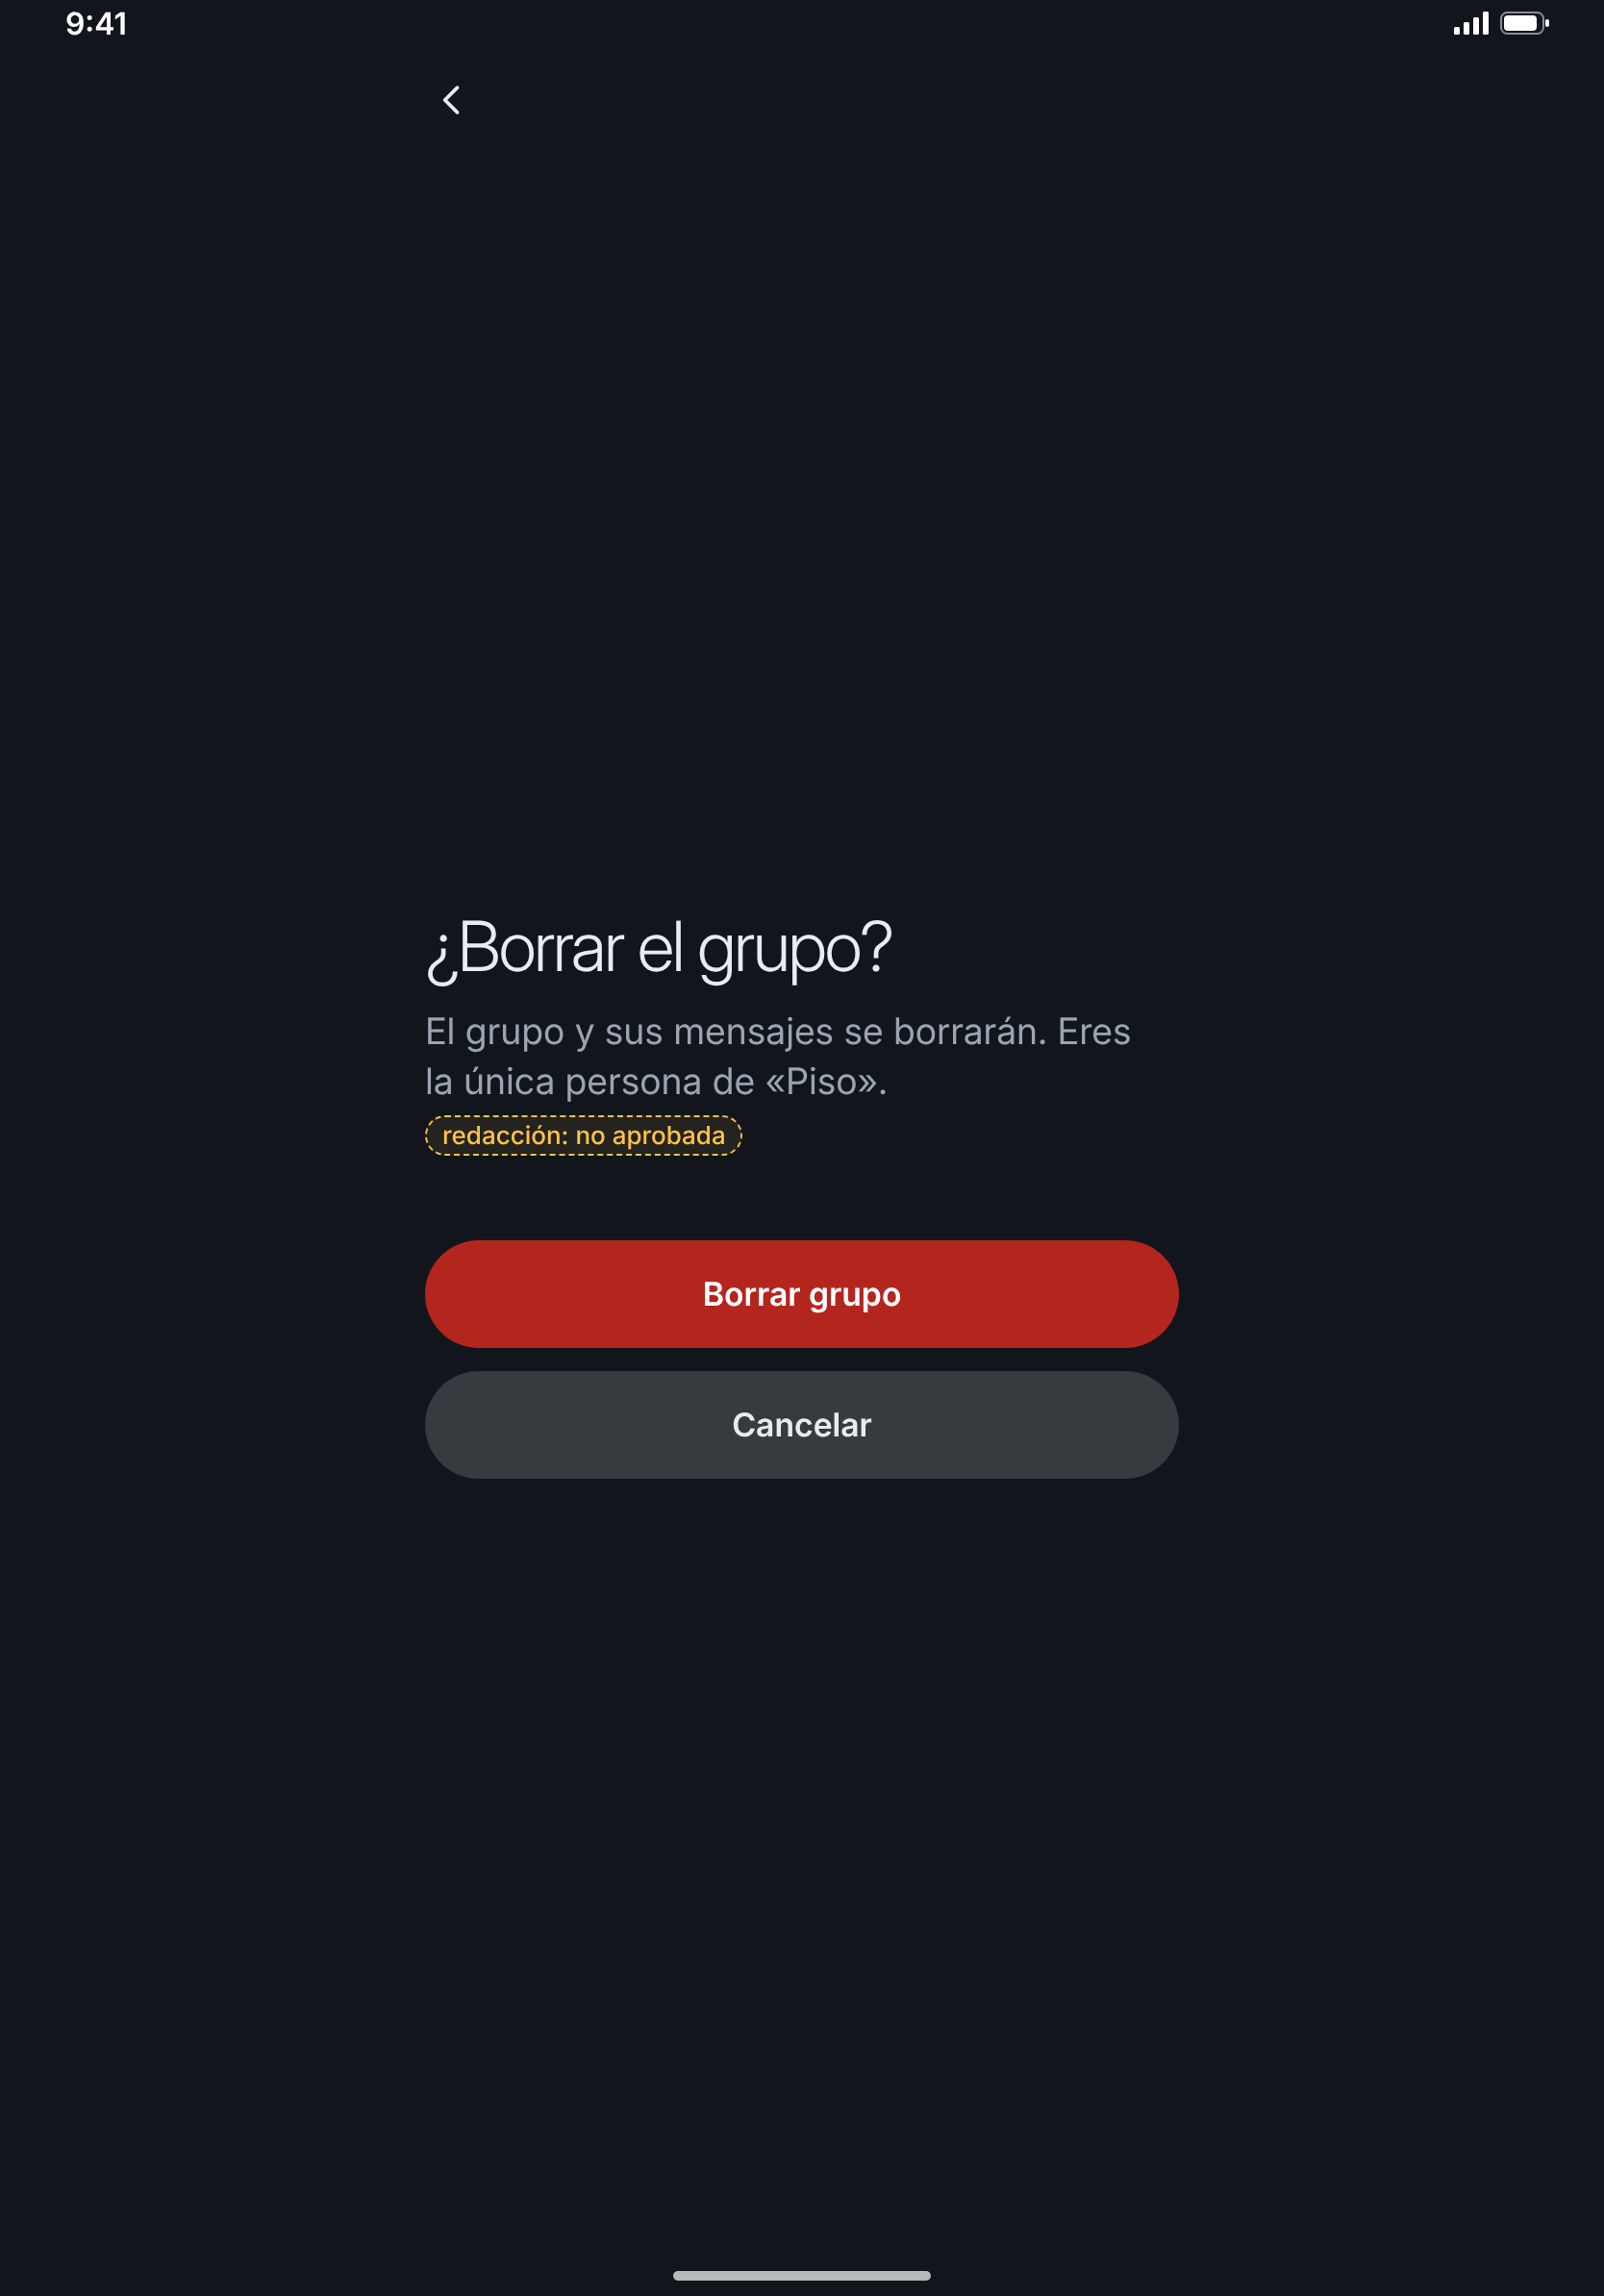 9:41
¿Borrar el grupo?
El grupo y sus mensajes se borrarán. Eres
la única persona de «Piso».
redacción: no aprobada
Borrar grupo
Cancelar